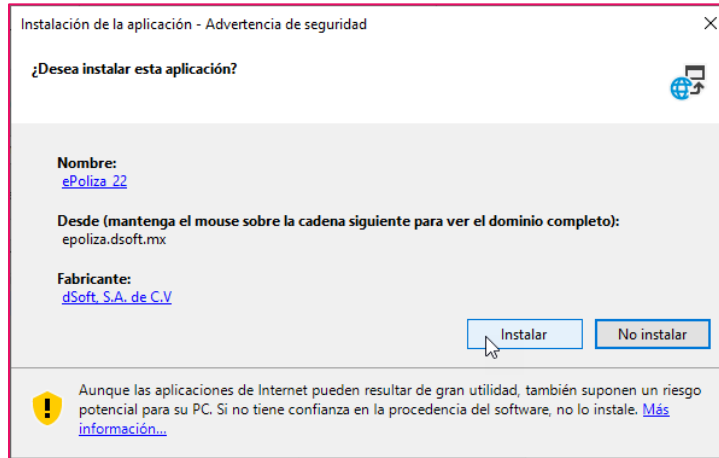 Instalación de la aplicación - Advertencia de seguridad
¿Desea instalar esta aplicación?
Nombre:
ePoliza_22
Desde (mantenga el mouse sobre la cadena siguiente para ver el dominio completo):
epoliza.dsoft.mx
Fabricante:
dSoft, S.A. de C.V
Instalar
No instalar
Aunque las aplicaciones de Internet pueden resultar de gran utilidad, también suponen un riesgo
potencial para su PC. Si no tiene confianza en la procedencia del software, no lo instale. Más
información...